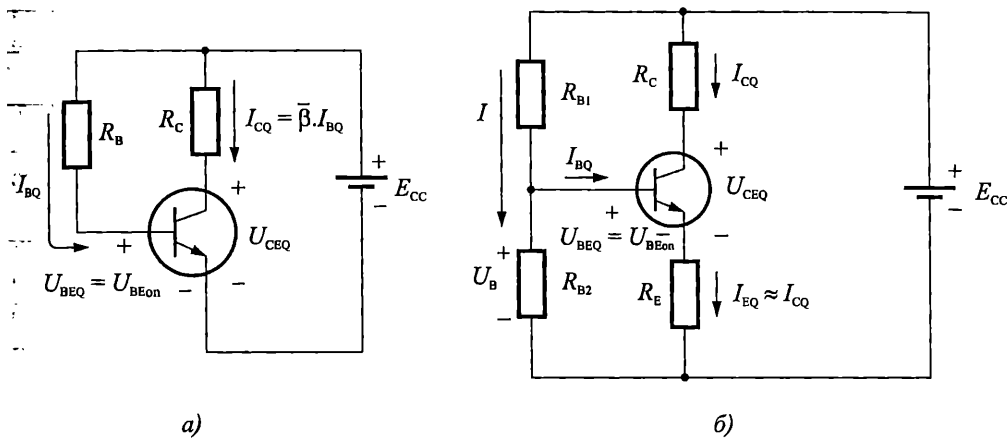 R_B
R_C
I_CQ = β̄.I_BQ
I_BQ
+
−
E_CC
+
U_CEQ
+
U_BEQ = U_BEon
−
−
а)
I
R_B1
R_C
I_CQ
I_BQ
+
U_CEQ
+
−
E_CC
+
−
−
U_BEQ = U_BEon
+
U_B
−
R_B2
R_E
I_EQ ≈ I_CQ
б)